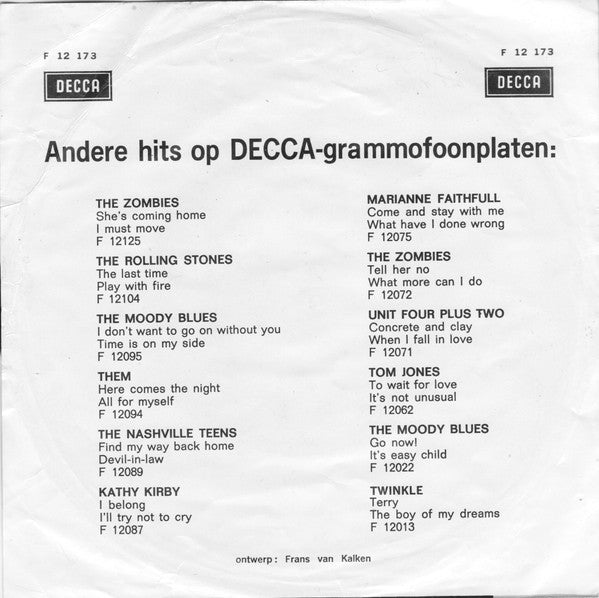 F 12 173
F 12 173
DECCA
DECCA
Andere hits op DECCA-grammofoonplaten:
THE ZOMBIES
She's coming home
I must move
F 12125
THE ROLLING STONES
The last time
Play with fire
F 12104
THE MOODY BLUES
I don't want to go on without you
Time is on my side
F 12095
THEM
Here comes the night
All for myself
F 12094
THE NASHVILLE TEENS
Find my way back home
Devil-in-law
F 12089
KATHY KIRBY
I belong
I'll try not to cry
F 12087
MARIANNE FAITHFULL
Come and stay with me
What have I done wrong
F 12075
THE ZOMBIES
Tell her no
What more can I do
F 12072
UNIT FOUR PLUS TWO
Concrete and clay
When I fall in love
F 12071
TOM JONES
To wait for love
It's not unusual
F 12062
THE MOODY BLUES
Go now!
It's easy child
F 12022
TWINKLE
Terry
The boy of my dreams
F 12013
ontwerp: Frans van Kalken